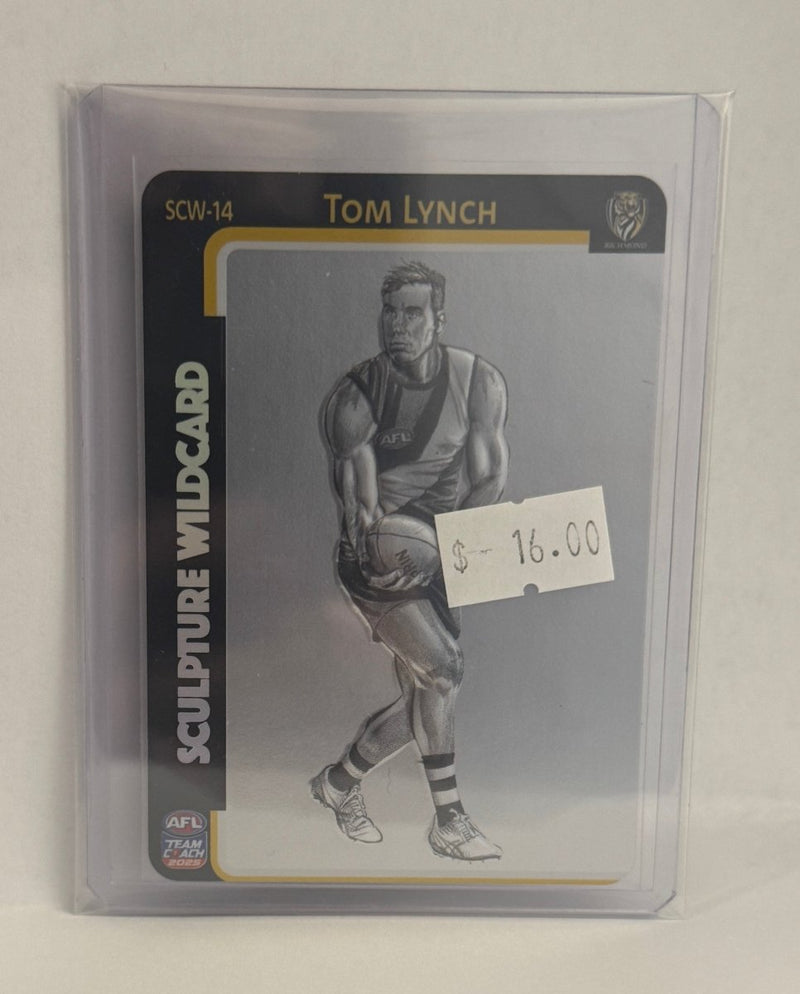 SCW-14
TOM LYNCH
RICHMOND
SCULPTURE WILDCARD
AFL
$-- 16.00
AFL
TEAM
COACH
2025